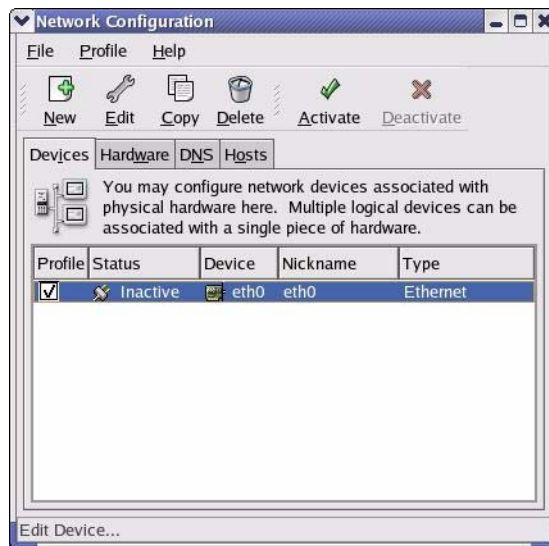 Network Configuration
File Profile Help
New Edit Copy Delete Activate Deactivate
Devices Hardware DNS Hosts
You may configure network devices associated with
physical hardware here. Multiple logical devices can be
associated with a single piece of hardware.
Profile Status Device Nickname Type
Inactive eth0 eth0 Ethernet
Edit Device...